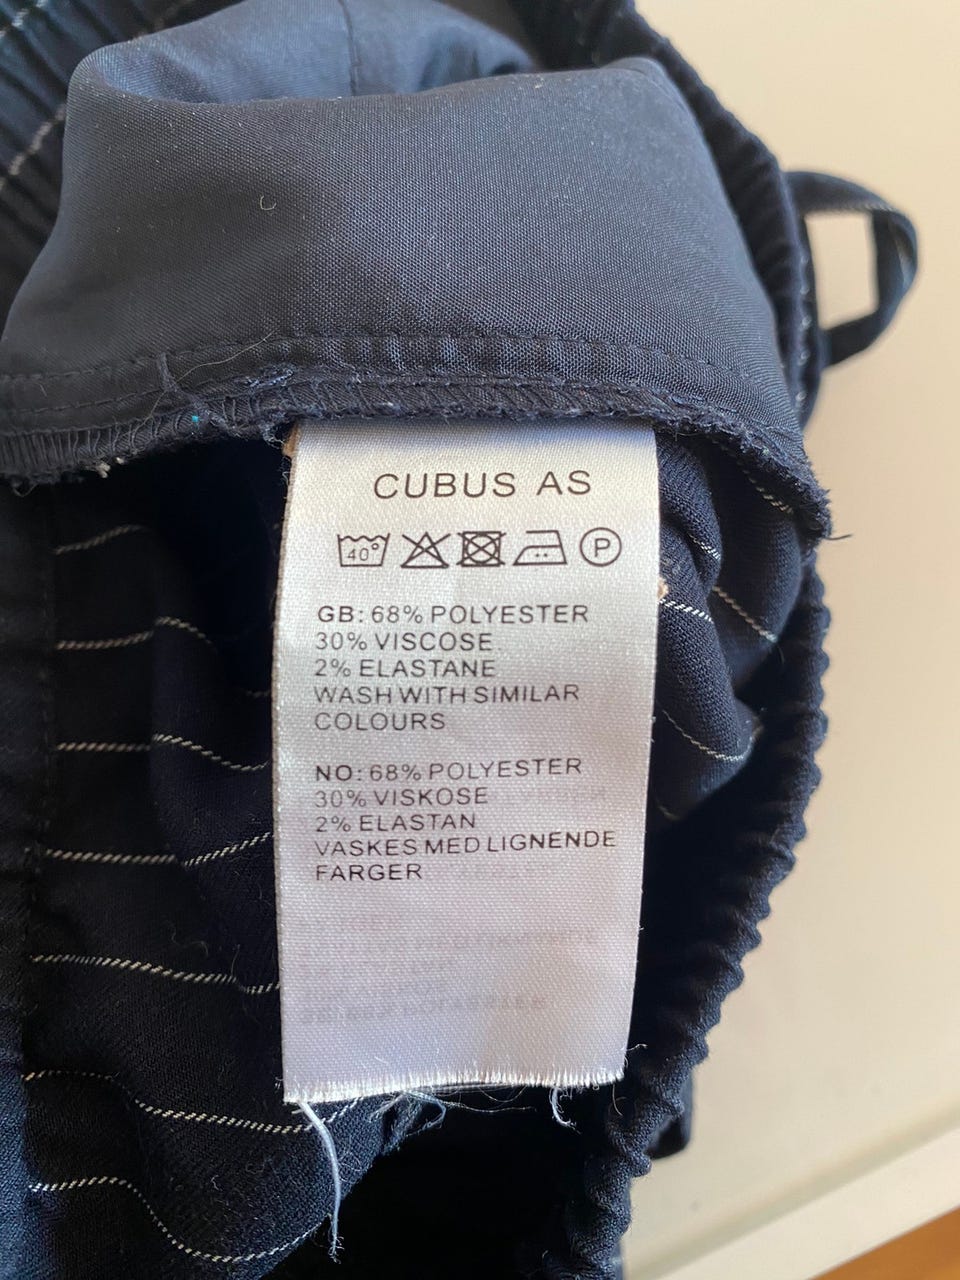 CUBUS AS
40°
P
GB: 68% POLYESTER
30% VISCOSE
2% ELASTANE
WASH WITH SIMILAR
COLOURS
NO: 68% POLYESTER
30% VISKOSE
2% ELASTAN
VASKES MED LIGNENDE
FARGER